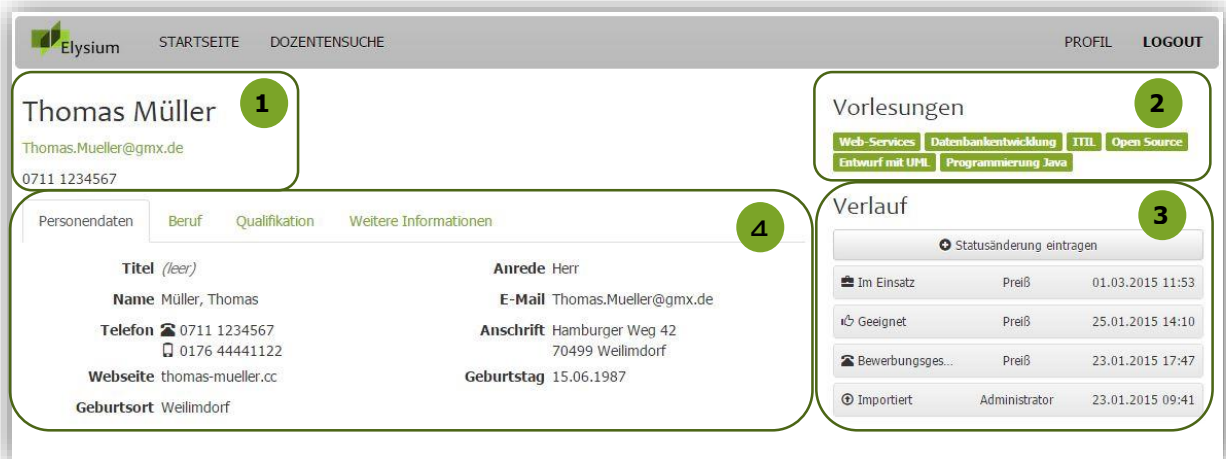 Elysium STARTSEITE DOZENTENSUCHE PROFIL LOGOUT
Thomas Müller 1
Thomas.Mueller@gmx.de
0711 1234567
Vorlesungen 2
Web-Services Datenbankentwicklung ITIL Open Source
Entwurf mit UML Programmierung Java
Verlauf 3
Statusänderung eintragen
Im Einsatz Preiß 01.03.2015 11:53
Geeignet Preiß 25.01.2015 14:10
Bewerbungsges... Preiß 23.01.2015 17:47
Importiert Administrator 23.01.2015 09:41
Personendaten Beruf Qualifikation Weitere Informationen 4
Titel (leer) Anrede Herr
Name Müller, Thomas E-Mail Thomas.Mueller@gmx.de
Telefon 0711 1234567 Anschrift Hamburger Weg 42
0176 44441122 70499 Weilimdorf
Webseite thomas-mueller.cc Geburtstag 15.06.1987
Geburtsort Weilimdorf